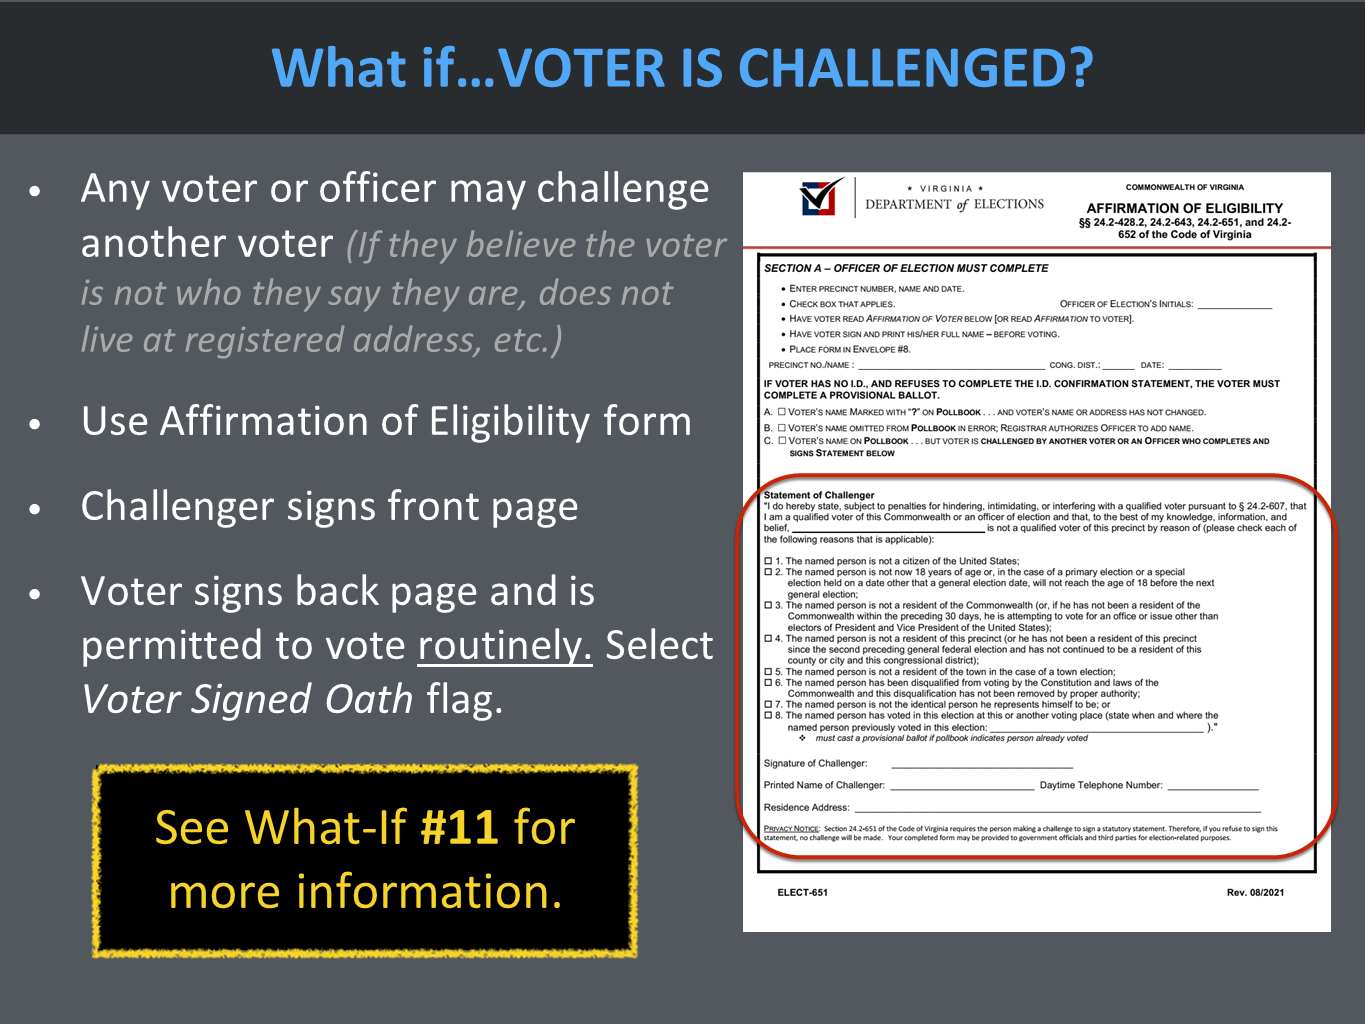 What if...VOTER IS CHALLENGED?
• Any voter or officer may challenge
another voter (If they believe the voter
is not who they say they are, does not
live at registered address, etc.)
• Use Affirmation of Eligibility form
• Challenger signs front page
• Voter signs back page and is
permitted to vote routinely. Select
Voter Signed Oath flag.
See What-If #11 for
more information.
★ VIRGINIA ★
DEPARTMENT of ELECTIONS
COMMONWEALTH OF VIRGINIA
AFFIRMATION OF ELIGIBILITY
§§ 24.2-428.2, 24.2-643, 24.2-651, and 24.2-
652 of the Code of Virginia
SECTION A – OFFICER OF ELECTION MUST COMPLETE
• ENTER PRECINCT NUMBER, NAME AND DATE.
• CHECK BOX THAT APPLIES. OFFICER OF ELECTION'S INITIALS: ______________
• HAVE VOTER READ AFFIRMATION OF VOTER BELOW [OR READ AFFIRMATION TO VOTER].
• HAVE VOTER SIGN AND PRINT HIS/HER FULL NAME – BEFORE VOTING.
• PLACE FORM IN ENVELOPE #8.
PRECINCT NO./NAME : ___________________________________ CONG. DIST.: ______ DATE: __________
IF VOTER HAS NO I.D., AND REFUSES TO COMPLETE THE I.D. CONFIRMATION STATEMENT, THE VOTER MUST
COMPLETE A PROVISIONAL BALLOT.
A. ☐ VOTER'S NAME MARKED WITH "?" ON POLLBOOK . . . AND VOTER'S NAME OR ADDRESS HAS NOT CHANGED.
B. ☐ VOTER'S NAME OMITTED FROM POLLBOOK IN ERROR; REGISTRAR AUTHORIZES OFFICER TO ADD NAME.
C. ☐ VOTER'S NAME ON POLLBOOK . . . BUT VOTER IS CHALLENGED BY ANOTHER VOTER OR AN OFFICER WHO COMPLETES AND
SIGNS STATEMENT BELOW
Statement of Challenger
"I do hereby state, subject to penalties for hindering, intimidating, or interfering with a qualified voter pursuant to § 24.2-607, that
I am a qualified voter of this Commonwealth or an officer of election and that, to the best of my knowledge, information, and
belief, ___________________________________ is not a qualified voter of this precinct by reason of (please check each of
the following reasons that is applicable):
☐ 1. The named person is not a citizen of the United States;
☐ 2. The named person is not now 18 years of age or, in the case of a primary election or a special
election held on a date other that a general election date, will not reach the age of 18 before the next
general election;
☐ 3. The named person is not a resident of the Commonwealth (or, if he has not been a resident of the
Commonwealth within the preceding 30 days, he is attempting to vote for an office or issue other than
electors of President and Vice President of the United States);
☐ 4. The named person is not a resident of this precinct (or he has not been a resident of this precinct
since the second preceding general federal election and has not continued to be a resident of this
county or city and this congressional district);
☐ 5. The named person is not a resident of the town in the case of a town election;
☐ 6. The named person has been disqualified from voting by the Constitution and laws of the
Commonwealth and this disqualification has not been removed by proper authority;
☐ 7. The named person is not the identical person he represents himself to be; or
☐ 8. The named person has voted in this election at this or another voting place (state when and where the
named person previously voted in this election: ________________________________________ )."
❖ must cast a provisional ballot if pollbook indicates person already voted
Signature of Challenger: __________________________________
Printed Name of Challenger: ___________________________ Daytime Telephone Number: _________________
Residence Address: ____________________________________________________________________________
PRIVACY NOTICE: Section 24.2-651 of the Code of Virginia requires the person making a challenge to sign a statutory statement. Therefore, if you refuse to sign this
statement, no challenge will be made. Your completed form may be provided to government officials and third parties for election-related purposes.
ELECT-651 Rev. 08/2021